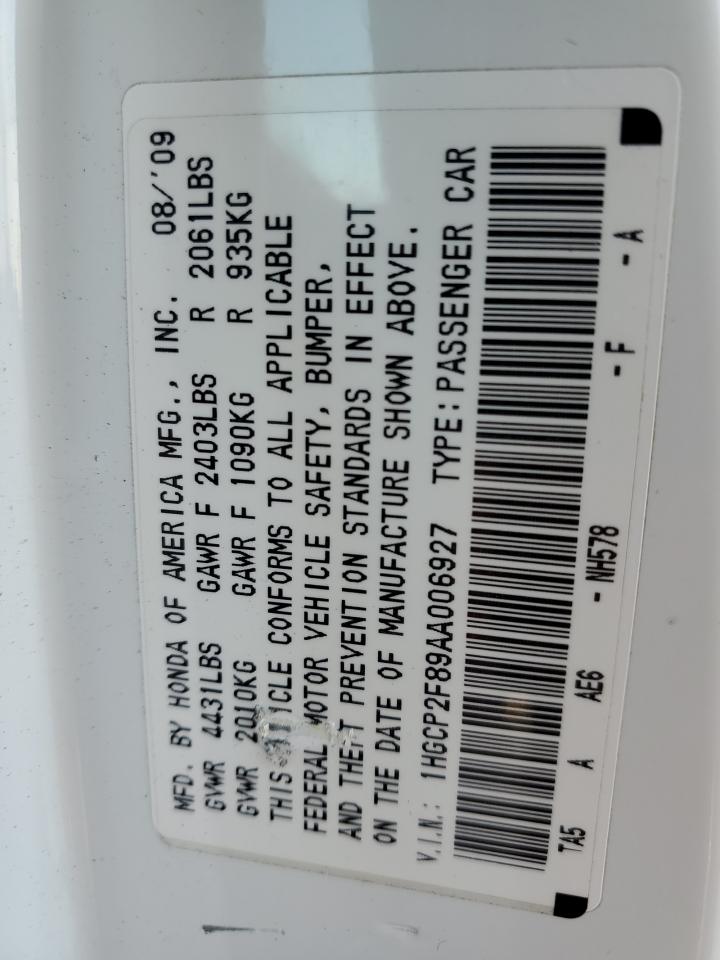 MFD. BY HONDA OF AMERICA MFG., INC. 08/'09
GVWR 4431LBS GAWR F 2403LBS R 2061LBS
GVWR 2010KG GAWR F 1090KG R 935KG
THIS CONFORMS TO ALL APPLICABLE
FEDERAL MOTOR VEHICLE SAFETY, BUMPER,
AND THEFT PREVENTION STANDARDS IN EFFECT
ON THE DATE OF MANUFACTURE SHOWN ABOVE.
V.I.N.: 1HGCP2F89AA006927 TYPE:PASSENGER CAR
TA5 A AE6 - NH578 - F - A